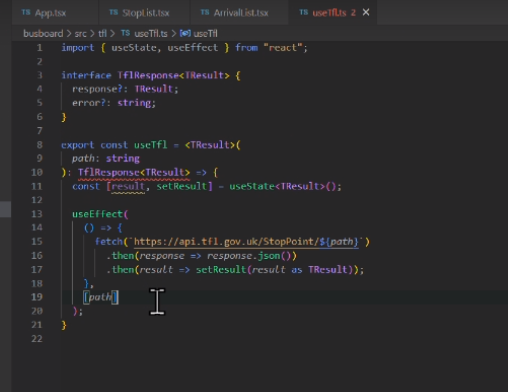 TS App.tsx TS StopList.tsx TS ArrivalList.tsx TS useTfl.ts 2 ×
busboard > src > tfl > TS useTfl.ts > useTfl
1 import { useState, useEffect } from "react";
2
3 interface TflResponse<TResult> {
4 response?: TResult;
5 error?: string;
6 }
7
8 export const useTfl = <TResult>(
9 path: string
10 ): TflResponse<TResult> => {
11 const [result, setResult] = useState<TResult>();
12
13 useEffect(
14 () => {
15 fetch(`https://api.tfl.gov.uk/StopPoint/${path}`)
16 .then(response => response.json())
17 .then(result => setResult(result as TResult));
18 },
19 [path]
20 );
21 }
22